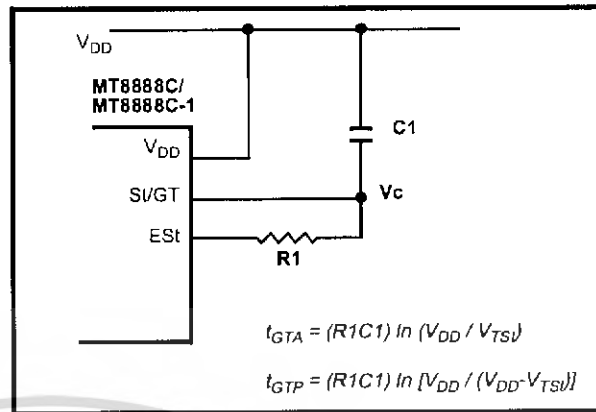 VDD
MT8888C/
MT8888C-1
C1
VDD
St/GT
Vc
ESt
R1
tGTA = (R1C1) ln (VDD / VTSt)
tGTP = (R1C1) ln [VDD / (VDD-VTSt)]